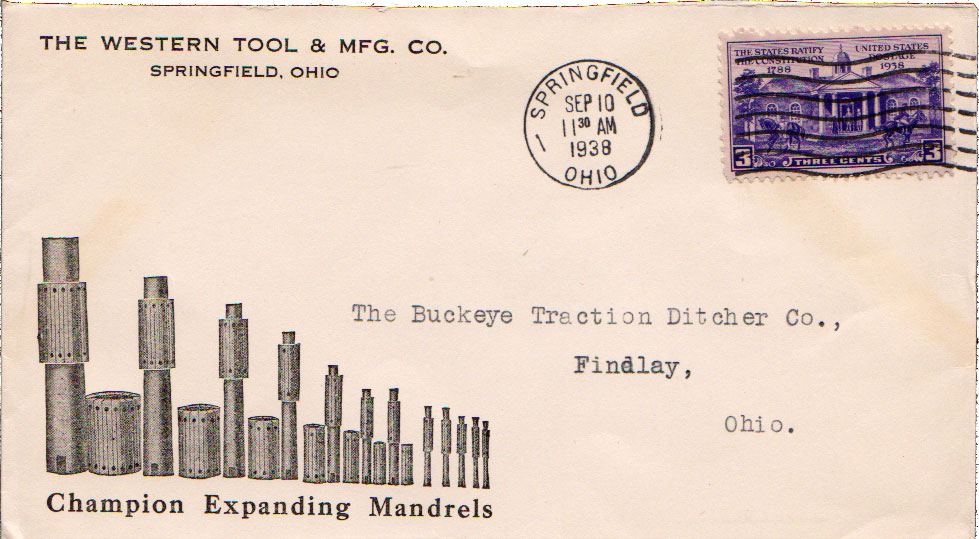 THE WESTERN TOOL & MFG. CO.
SPRINGFIELD, OHIO
SPRINGFIELD
SEP 10
11 30 AM
1938
OHIO
1
THE STATES RATIFY
THE CONSTITUTION
1788
UNITED STATES
POSTAGE
1938
3 THREE CENTS 3
The Buckeye Traction Ditcher Co.,
Findlay,
Ohio.
Champion Expanding Mandrels